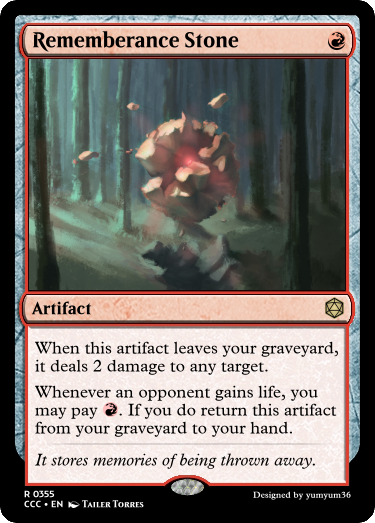 Rememberance Stone
Artifact
When this artifact leaves your graveyard,
it deals 2 damage to any target.
Whenever an opponent gains life, you
may pay . If you do return this artifact
from your graveyard to your hand.
It stores memories of being thrown away.
R 0355
CCC • EN Tailer Torres
Designed by yumyum36